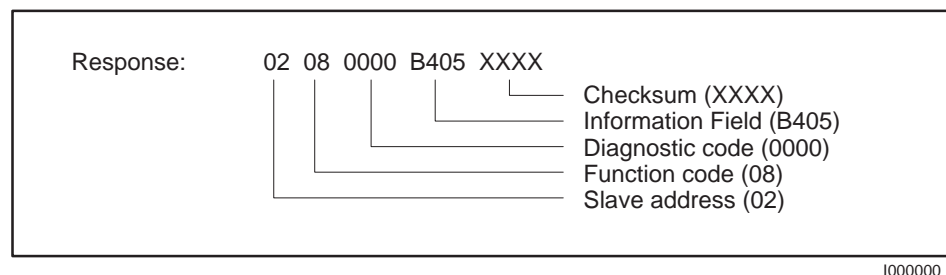 Response: 02 08 0000 B405 XXXX
Checksum (XXXX)
Information Field (B405)
Diagnostic code (0000)
Function code (08)
Slave address (02)
I000000